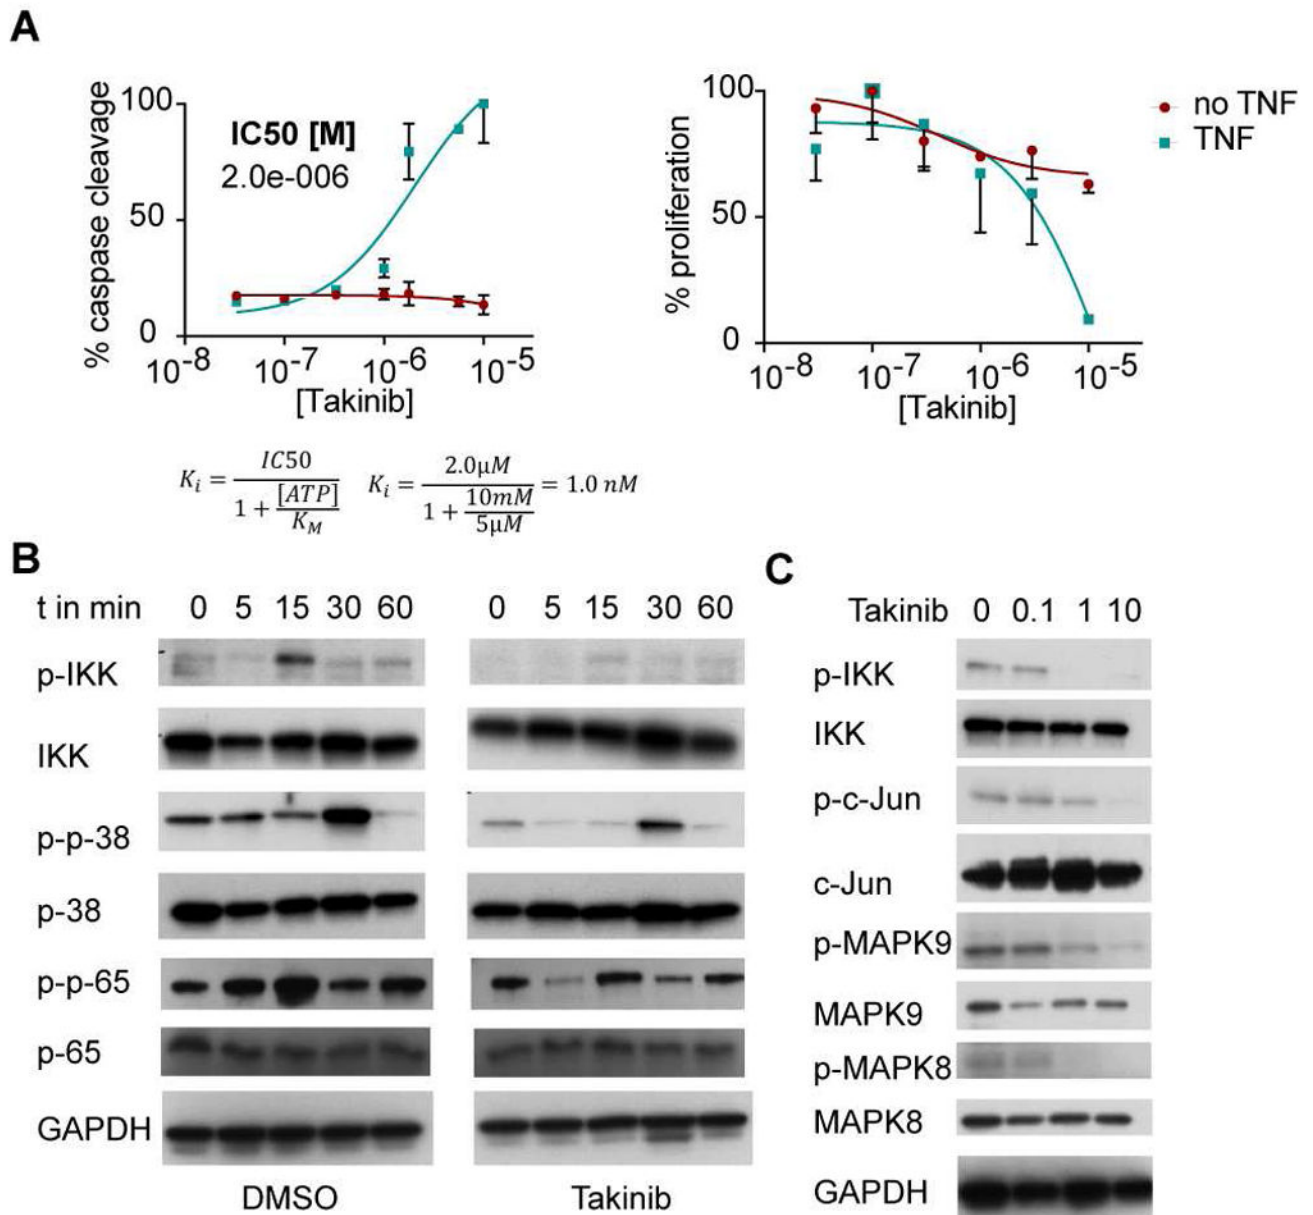 A
% caspase cleavage
100
50
0
IC50 [M]
2.0e-006
10-8
10-7
10-6
10-5
[Takinib]
% proliferation
100
50
0
10-8
10-7
10-6
10-5
[Takinib]
no TNF
TNF
Ki = IC50 / 1 + [ATP] / KM
Ki = 2.0µM / 1 + 10mM / 5µM = 1.0 nM
B
t in min 0 5 15 30 60 0 5 15 30 60
p-IKK
IKK
p-p-38
p-38
p-p-65
p-65
GAPDH
DMSO
Takinib
C
Takinib 0 0.1 1 10
p-IKK
IKK
p-c-Jun
c-Jun
p-MAPK9
MAPK9
p-MAPK8
MAPK8
GAPDH